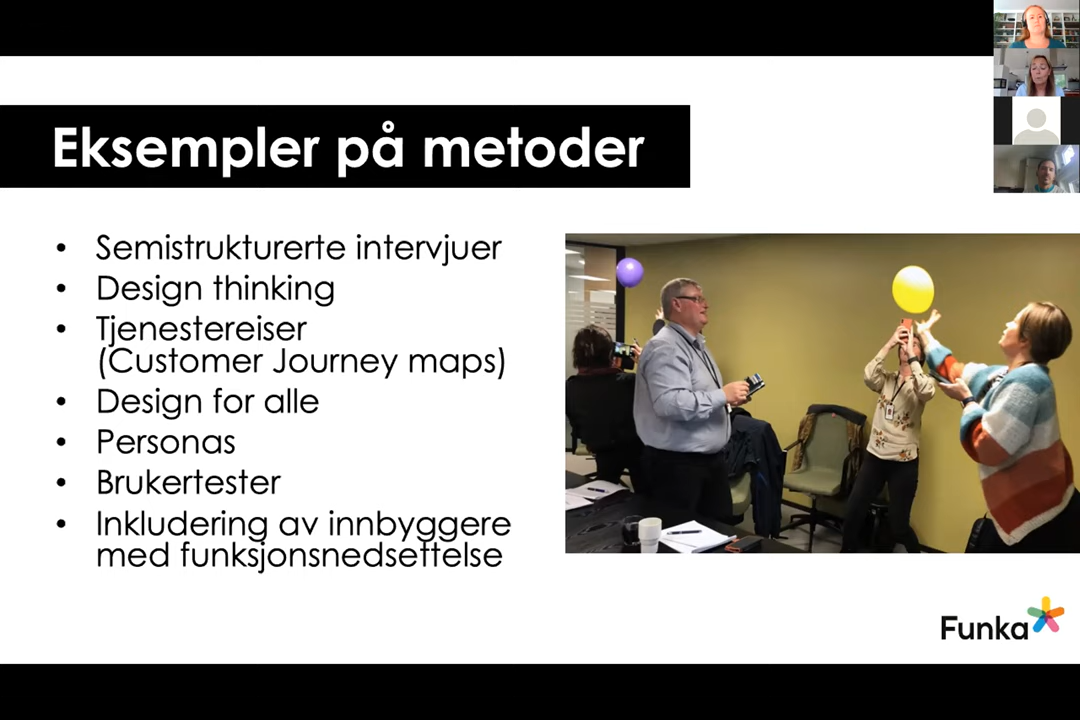 Eksempler på metoder
• Semistrukturerte intervjuer
• Design thinking
• Tjenestereiser
(Customer Journey maps)
• Design for alle
• Personas
• Brukertester
• Inkludering av innbyggere
med funksjonsnedsettelse
Funka